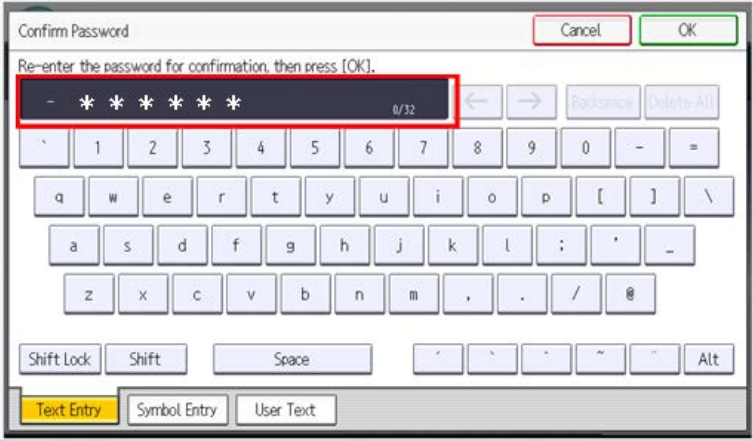 Confirm Password Cancel OK
Re-enter the password for confirmation, then press [OK].
- ****** 0/32 ← → Backspace Delete All
` 1 2 3 4 5 6 7 8 9 0 - =
q w e r t y u i o p [ ] \
a s d f g h j k l ; ' _
z x c v b n m , . / @
Shift Lock Shift Space ´ ` ^ ~ ¨ Alt
Text Entry Symbol Entry User Text